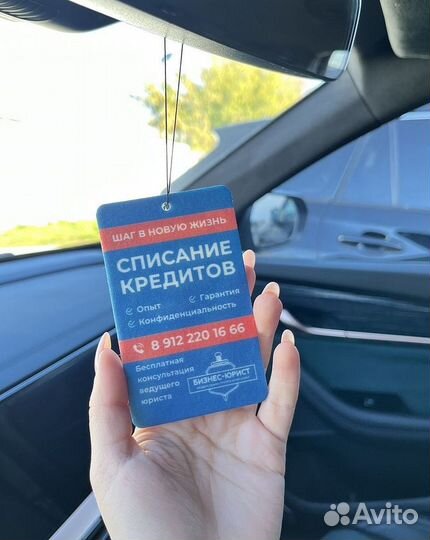 ШАГ В НОВУЮ ЖИЗНЬ
СПИСАНИЕ
КРЕДИТОВ
Опыт
Гарантия
Конфиденциальность
8 912 220 16 66
Бесплатная
консультация
ведущего
юриста
БИЗНЕС-ЮРИСТ
Avito